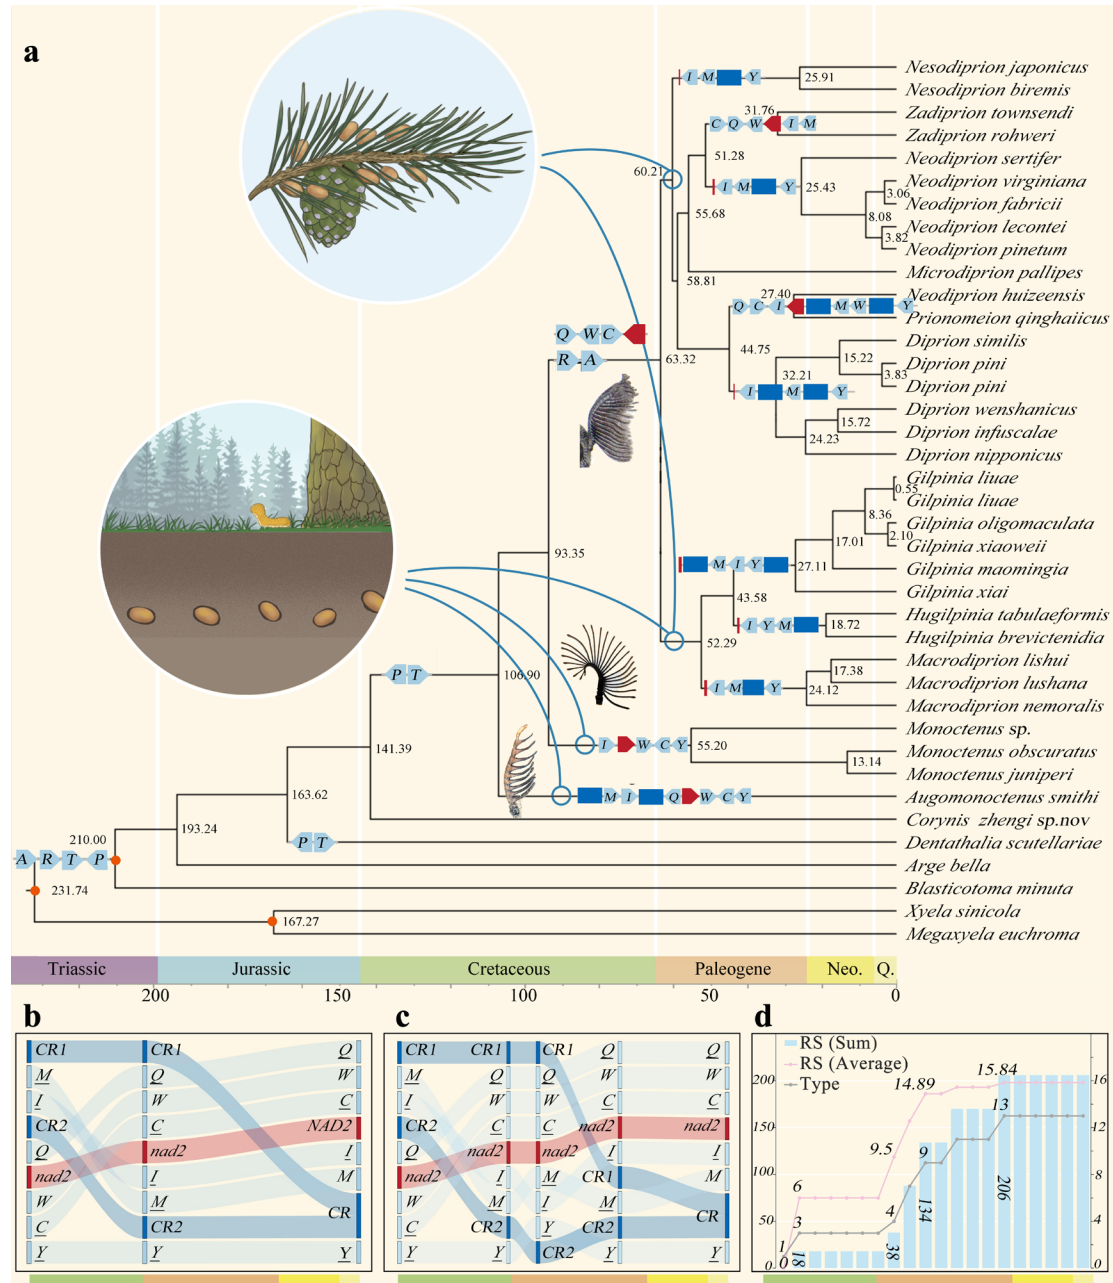 a
I M Y
25.91
Nesodiprion japonicus
Nesodiprion biremis
31.76
C Q W I M
Zadiprion townsendi
Zadiprion rohweri
51.28
60.21
I M Y
25.43
Neodiprion sertifer
Neodiprion virginiana
3.06
Neodiprion fabricii
55.68
8.08
Neodiprion lecontei
3.82
Neodiprion pinetum
Microdiprion pallipes
58.81
27.40
Neodiprion huizeensis
Q C I M W Y
Prionomeion qinghaiicus
Q W C
R A
63.32
44.75
Diprion similis
15.22
Diprion pini
32.21
3.83
Diprion pini
I M Y
Diprion wenshanicus
15.72
Diprion infuscalae
24.23
Diprion nipponicus
Gilpinia liuae
0.55
Gilpinia liuae
8.36
Gilpinia oligomaculata
2.10
17.01
Gilpinia xiaoweii
93.35
M I Y
27.11
Gilpinia maomingia
Gilpinia xiai
43.58
Hugilpinia tabulaeformis
I Y M
18.72
Hugilpinia brevictenidia
52.29
Macrodiprion lishui
17.38
P T
106.90
Macrodiprion lushana
I M Y
24.12
Macrodiprion nemoralis
Monoctenus sp.
141.39
I W C Y
55.20
Monoctenus obscuratus
13.14
Monoctenus juniperi
163.62
M I Q W C Y
Augomonoctenus smithi
Corynis zhengi sp.nov
193.24
210.00
P T
Dentathalia scutellariae
A R T P
Arge bella
231.74
Blasticotoma minuta
167.27
Xyela sinicola
Megaxyela euchroma
Triassic Jurassic Cretaceous Paleogene Neo. Q.
200 150 100 50 0
b
CR1 CR1 Q
M Q W
I W C
CR2 C NAD2
Q nad2 I
nad2 I M
W M CR
C CR2
Y Y Y
c
CR1 CR1 CR1 Q Q
M Q Q W W
I W W C C
CR2 C C nad2 nad2
Q nad2 nad2 I I
nad2 I M CR1 M
W M I M CR
C CR2 Y CR2
Y Y CR2 Y Y
d
RS (Sum)
RS (Average)
Type
200
150
100
50
0
16
12
8
4
0
1
6
3
18
9.5
4
38
14.89
9
134
15.84
13
206